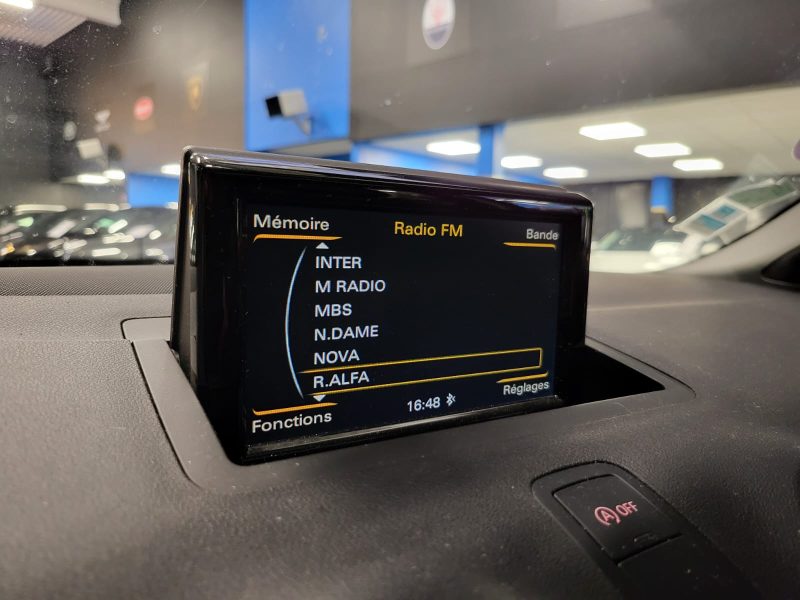 Mémoire
Radio FM
Bande
INTER
M RADIO
MBS
N.DAME
NOVA
R.ALFA
Fonctions
16:48
Réglages
A OFF